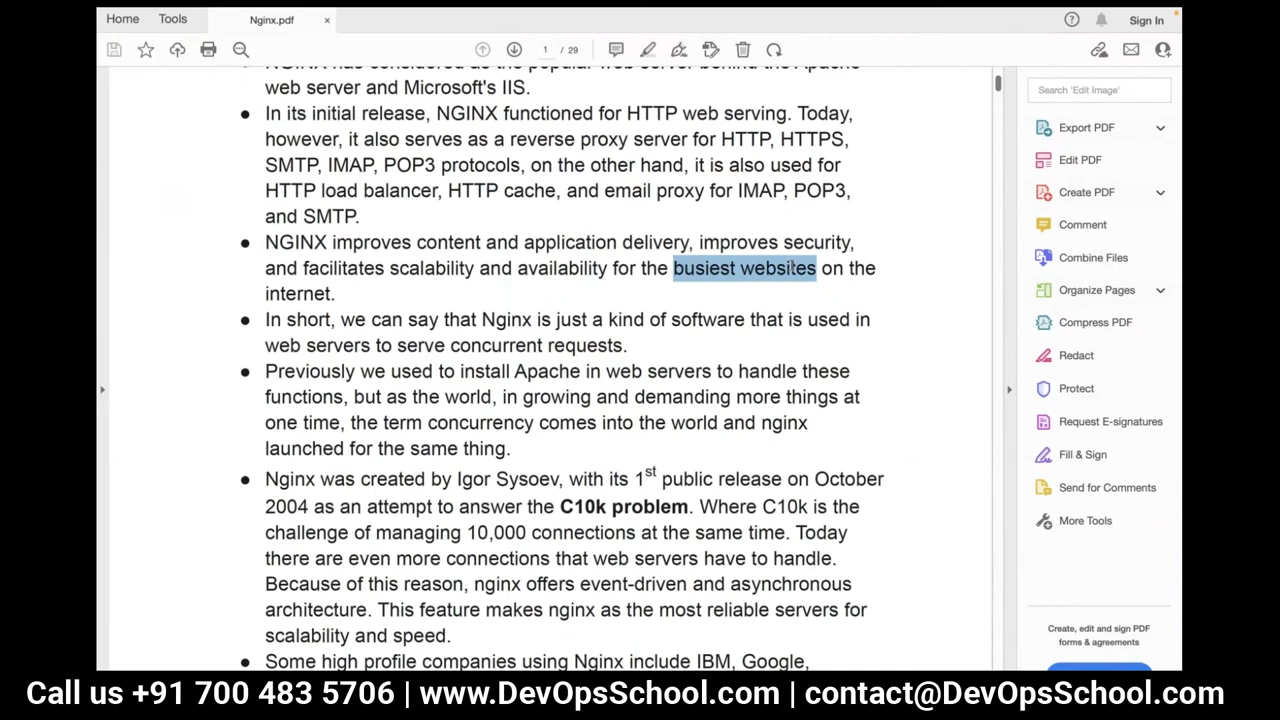 Home Tools Nginx.pdf × Sign In
1 / 29
NGINX has considered as the popular web server behind the Apache
web server and Microsoft's IIS.
● In its initial release, NGINX functioned for HTTP web serving. Today,
however, it also serves as a reverse proxy server for HTTP, HTTPS,
SMTP, IMAP, POP3 protocols, on the other hand, it is also used for
HTTP load balancer, HTTP cache, and email proxy for IMAP, POP3,
and SMTP.
● NGINX improves content and application delivery, improves security,
and facilitates scalability and availability for the busiest websites on the
internet.
● In short, we can say that Nginx is just a kind of software that is used in
web servers to serve concurrent requests.
● Previously we used to install Apache in web servers to handle these
functions, but as the world, in growing and demanding more things at
one time, the term concurrency comes into the world and nginx
launched for the same thing.
● Nginx was created by Igor Sysoev, with its 1st public release on October
2004 as an attempt to answer the C10k problem. Where C10k is the
challenge of managing 10,000 connections at the same time. Today
there are even more connections that web servers have to handle.
Because of this reason, nginx offers event-driven and asynchronous
architecture. This feature makes nginx as the most reliable servers for
scalability and speed.
● Some high profile companies using Nginx include IBM, Google,
Search 'Edit Image'
Export PDF
Edit PDF
Create PDF
Comment
Combine Files
Organize Pages
Compress PDF
Redact
Protect
Request E-signatures
Fill & Sign
Send for Comments
More Tools
Create, edit and sign PDF
forms & agreements
Call us +91 700 483 5706 | www.DevOpsSchool.com | contact@DevOpsSchool.com